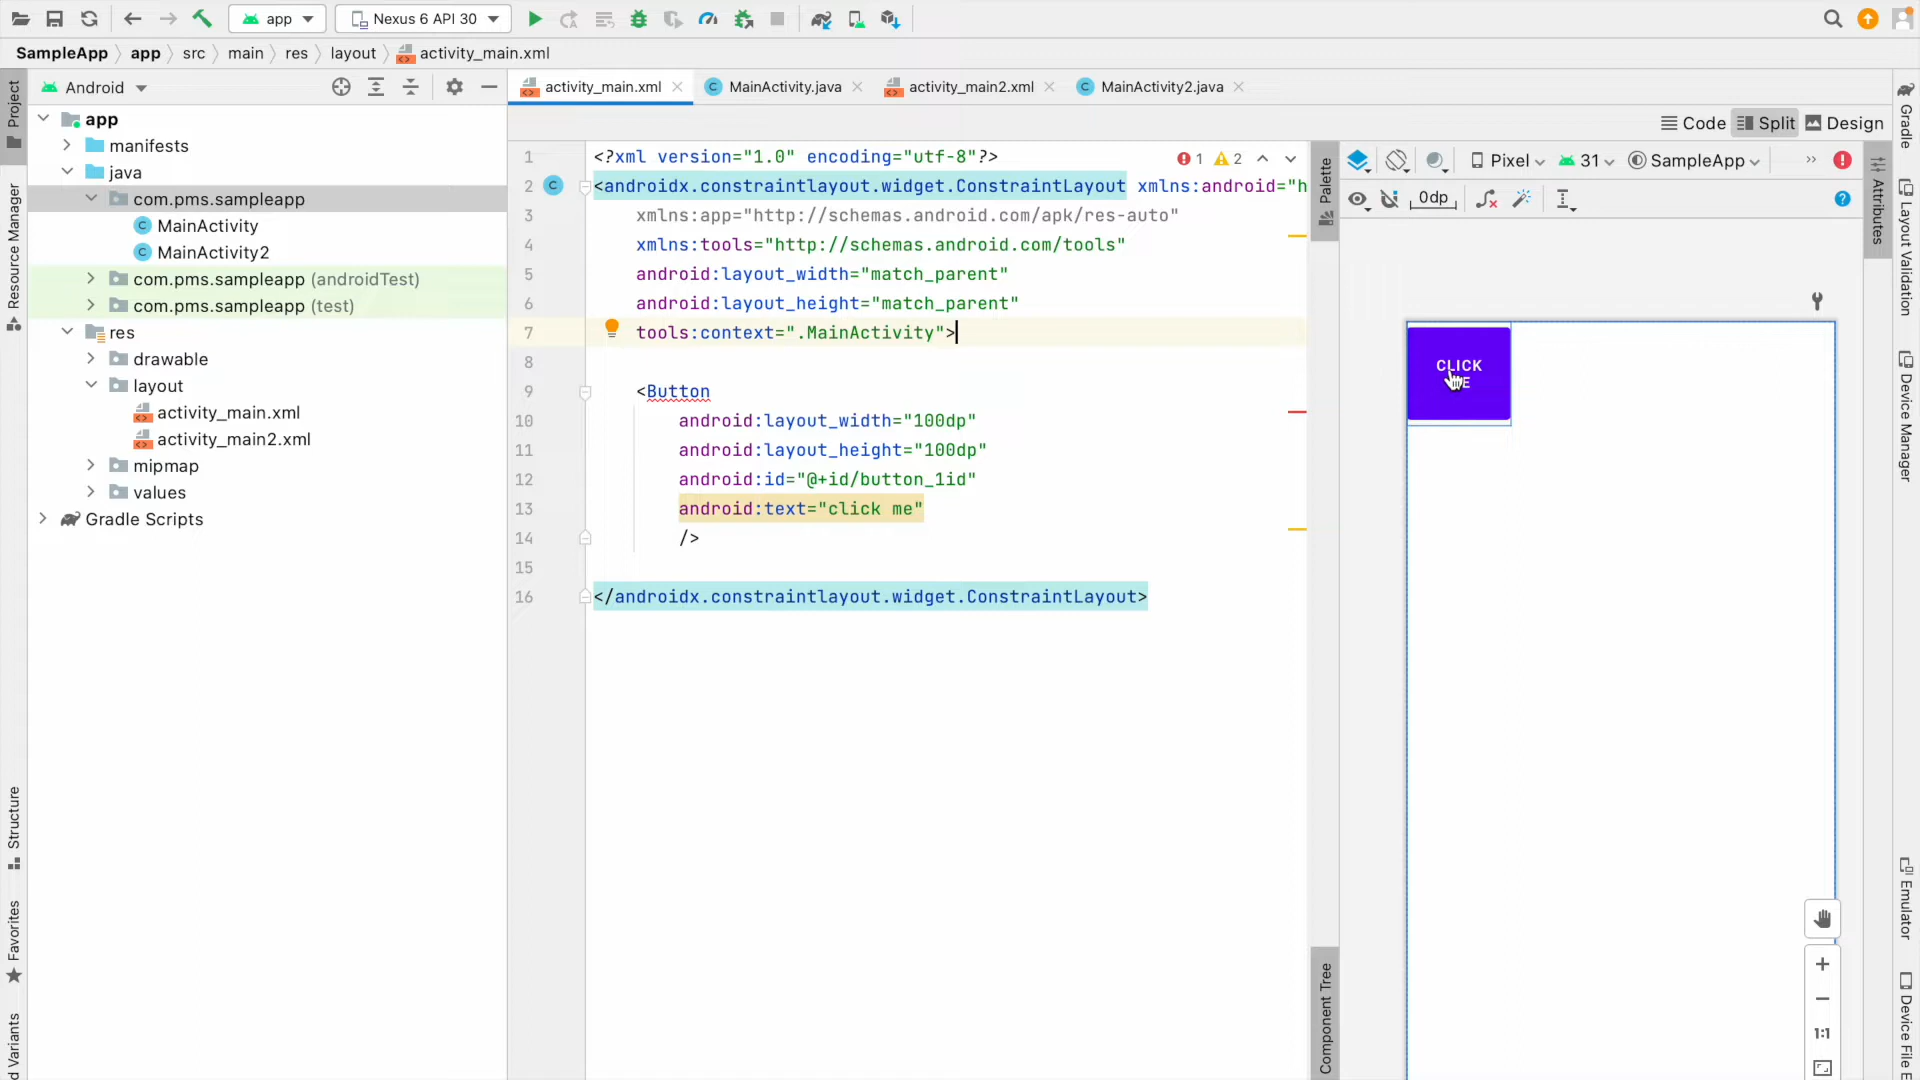 app
Nexus 6 API 30
SampleApp
app
src
main
res
layout
activity_main.xml
Project
Resource Manager
Structure
Favorites
d Variants
Android
app
manifests
java
com.pms.sampleapp
MainActivity
MainActivity2
com.pms.sampleapp (androidTest)
com.pms.sampleapp (test)
res
drawable
layout
activity_main.xml
activity_main2.xml
mipmap
values
Gradle Scripts
activity_main.xml
MainActivity.java
activity_main2.xml
MainActivity2.java
Code
Split
Design
1 <?xml version="1.0" encoding="utf-8"?>
1 2
2 <androidx.constraintlayout.widget.ConstraintLayout xmlns:android="h
3 xmlns:app="http://schemas.android.com/apk/res-auto"
4 xmlns:tools="http://schemas.android.com/tools"
5 android:layout_width="match_parent"
6 android:layout_height="match_parent"
7 tools:context=".MainActivity">
8
9 <Button
10 android:layout_width="100dp"
11 android:layout_height="100dp"
12 android:id="@+id/button_1id"
13 android:text="click me"
14 />
15
16 </androidx.constraintlayout.widget.ConstraintLayout>
Palette
Component Tree
Pixel
31
SampleApp
0dp
CLICK
1:1
Attributes
Gradle
Layout Validation
Device Manager
Emulator
Device File E